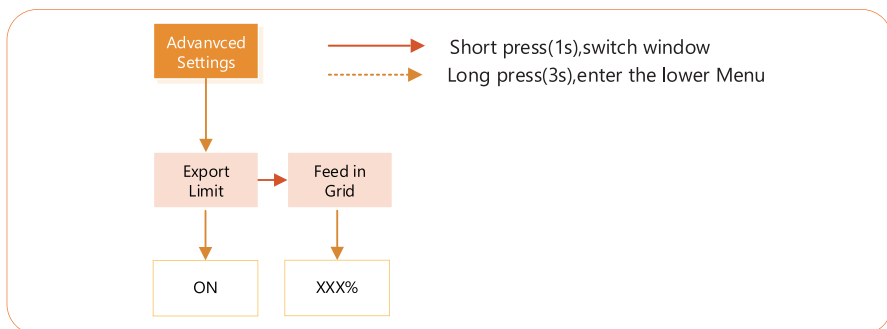 Advanvced
Settings
Short press(1s),switch window
Long press(3s),enter the lower Menu
Export
Limit
Feed in
Grid
ON
XXX%